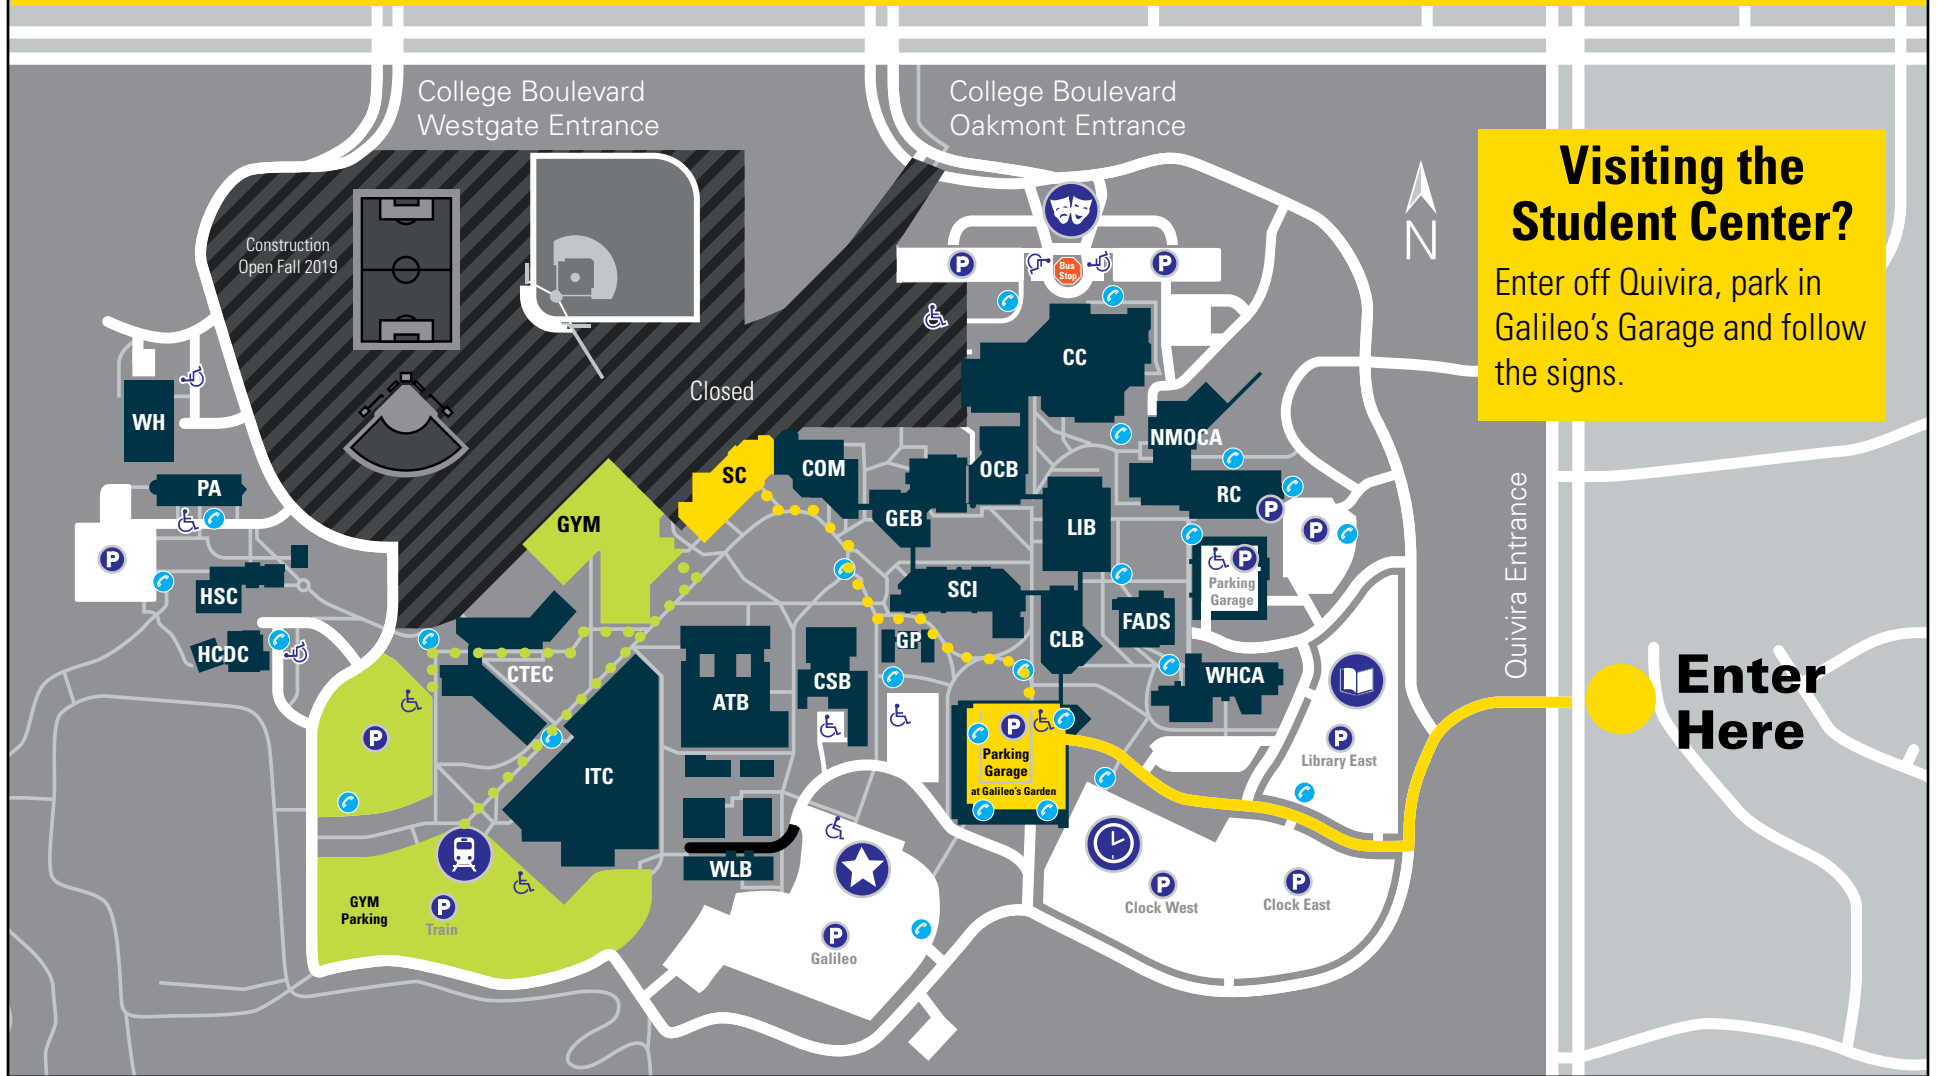 College Boulevard
Westgate Entrance
College Boulevard
Oakmont Entrance
Visiting the
Student Center?
Enter off Quivira, park in
Galileo's Garage and follow
the signs.
N
Construction
Open Fall 2019
P
Bus
Stop
P
CC
Closed
WH
NMOCA
SC
COM
OCB
PA
RC
P
GYM
GEB
LIB
P
Quivira Entrance
P
P
Parking
Garage
HSC
SCI
FADS
GP
CLB
HCDC
CTEC
CSB
WHCA
Enter
Here
ATB
P
P
P
Parking
Garage
at Galileo's Garden
Library East
ITC
WLB
GYM
Parking
P
Train
P
Clock West
P
Clock East
P
Galileo